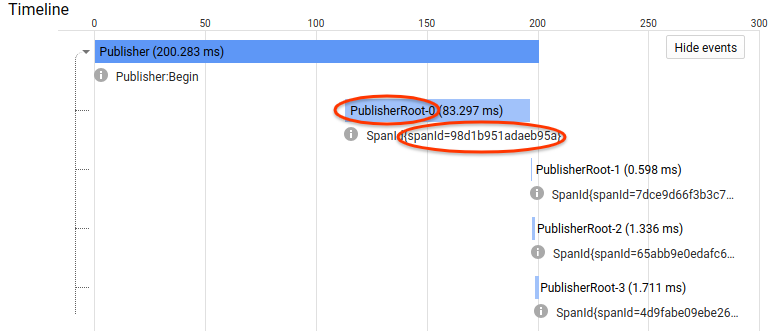 Timeline
0 50 100 150 200 250 300
Publisher (200.283 ms)
Hide events
Publisher:Begin
PublisherRoot-0 (83.297 ms)
SpanId{spanId=98d1b951adaeb95a}
PublisherRoot-1 (0.598 ms)
SpanId{spanId=7dce9d66f3b3c7...
PublisherRoot-2 (1.336 ms)
SpanId{spanId=65abb9e0edafc6...
PublisherRoot-3 (1.711 ms)
SpanId{spanId=4d9fabe09ebe26...